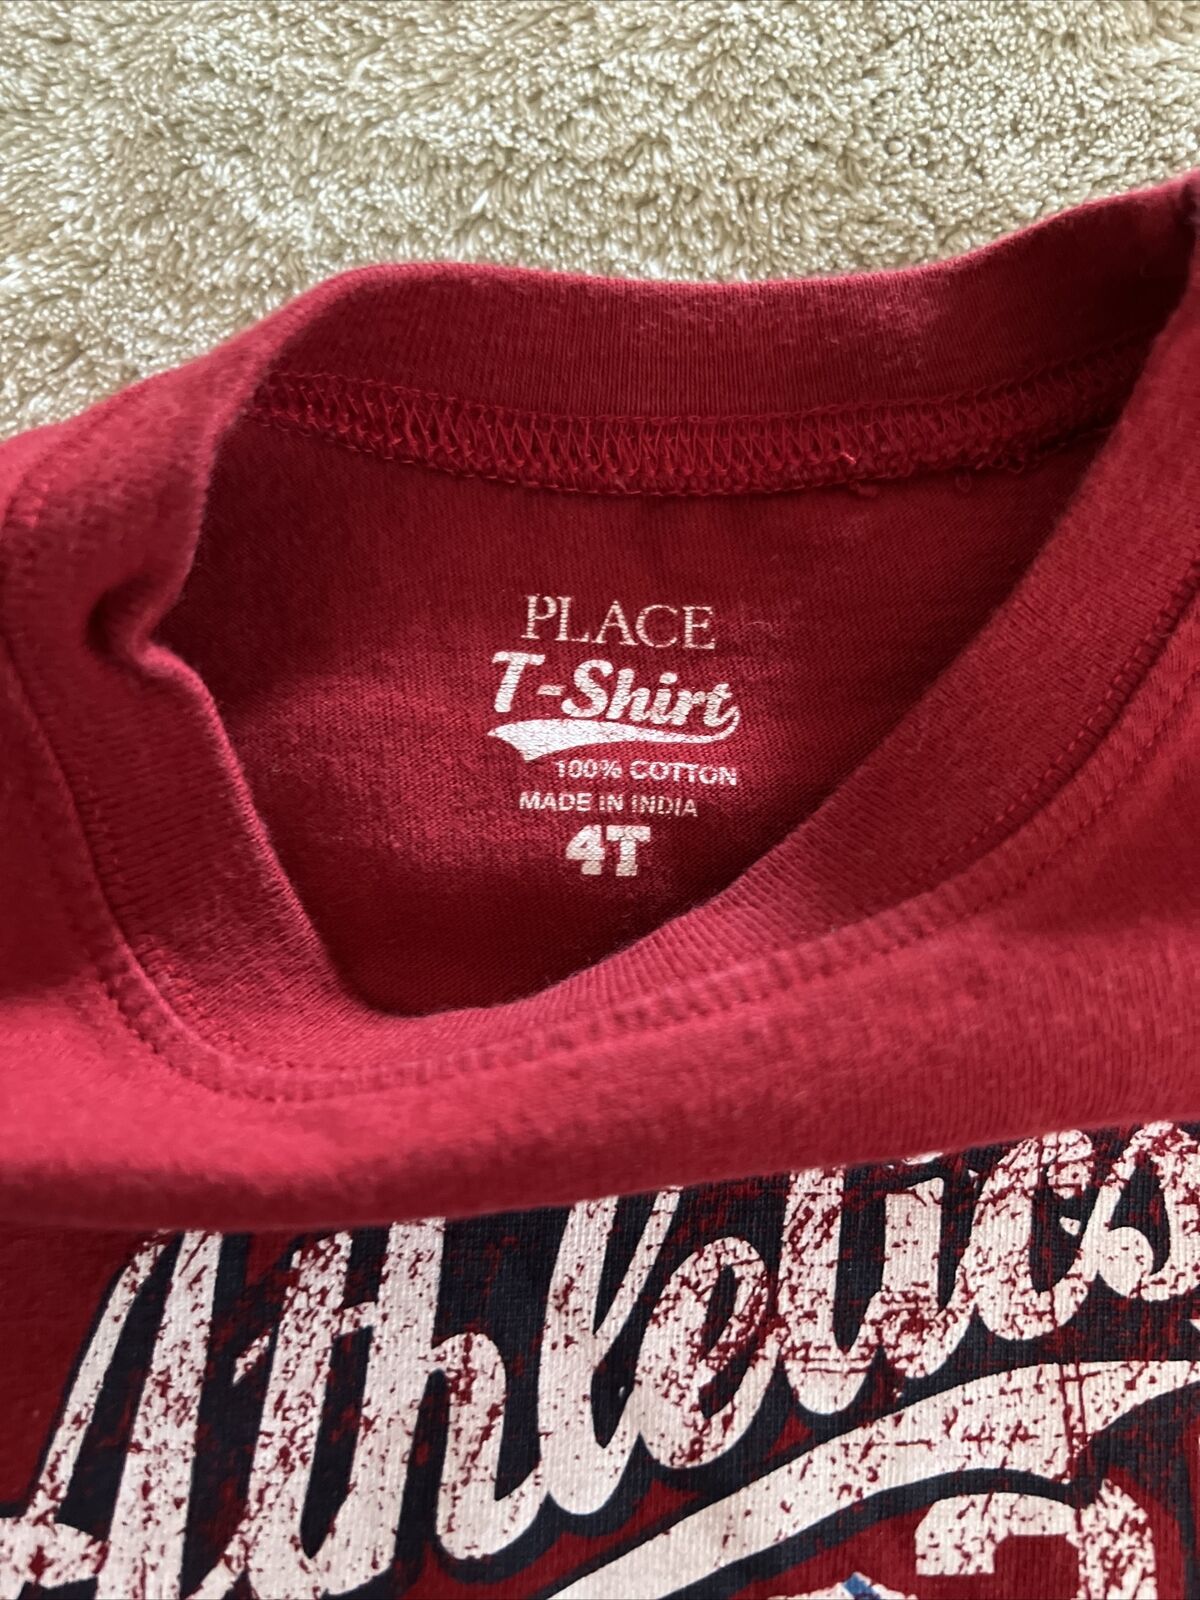 PLACE
T-Shirt
100% COTTON
MADE IN INDIA
4T
Athletics